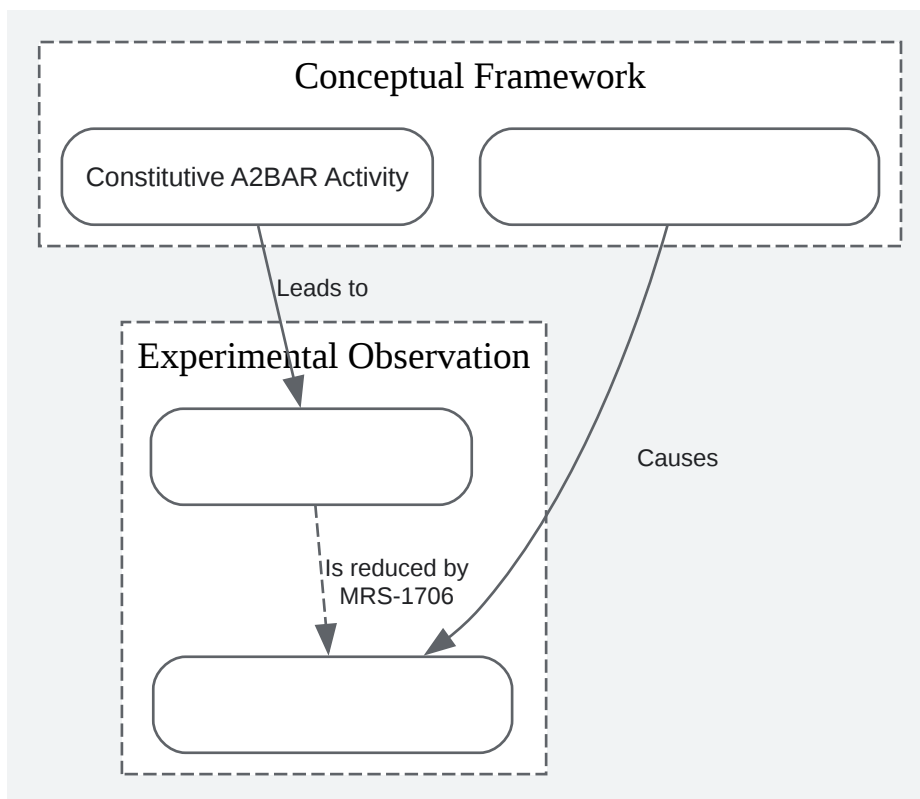 Conceptual Framework
Constitutive A2BAR Activity
Leads to
Experimental Observation
Causes
Is reduced by
MRS-1706